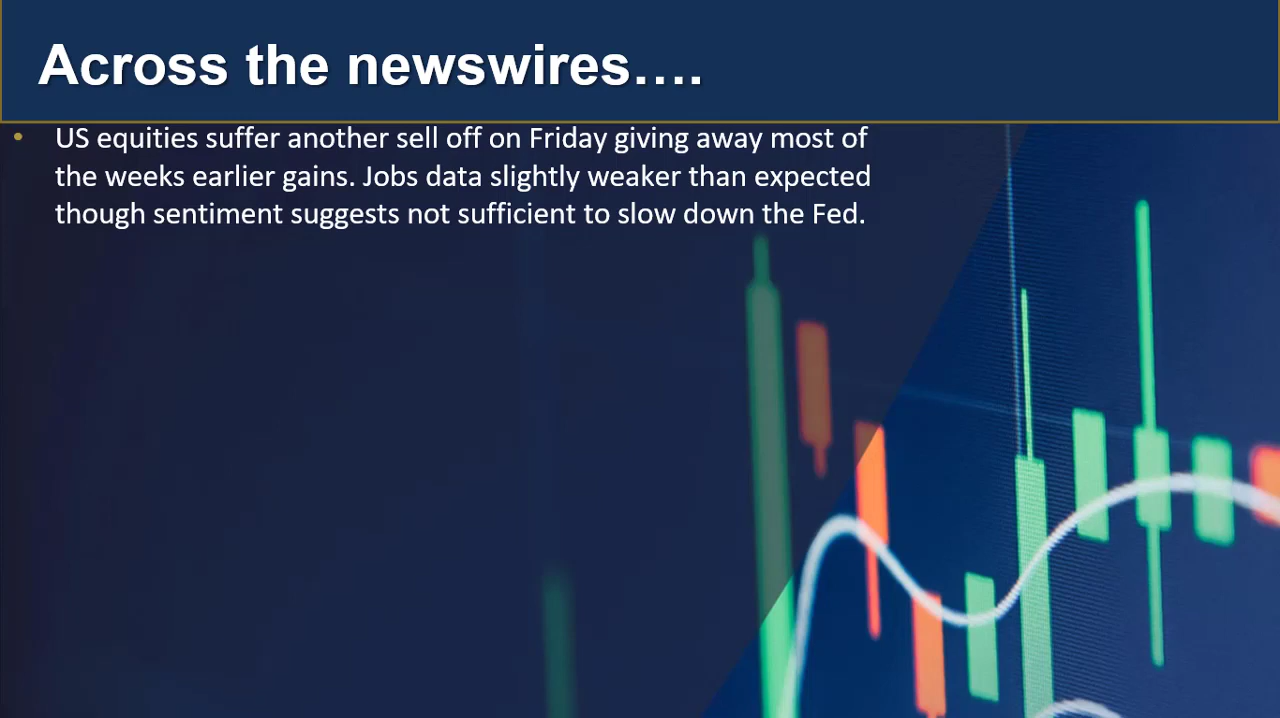 Across the newswires….
• US equities suffer another sell off on Friday giving away most of
the weeks earlier gains. Jobs data slightly weaker than expected
though sentiment suggests not sufficient to slow down the Fed.